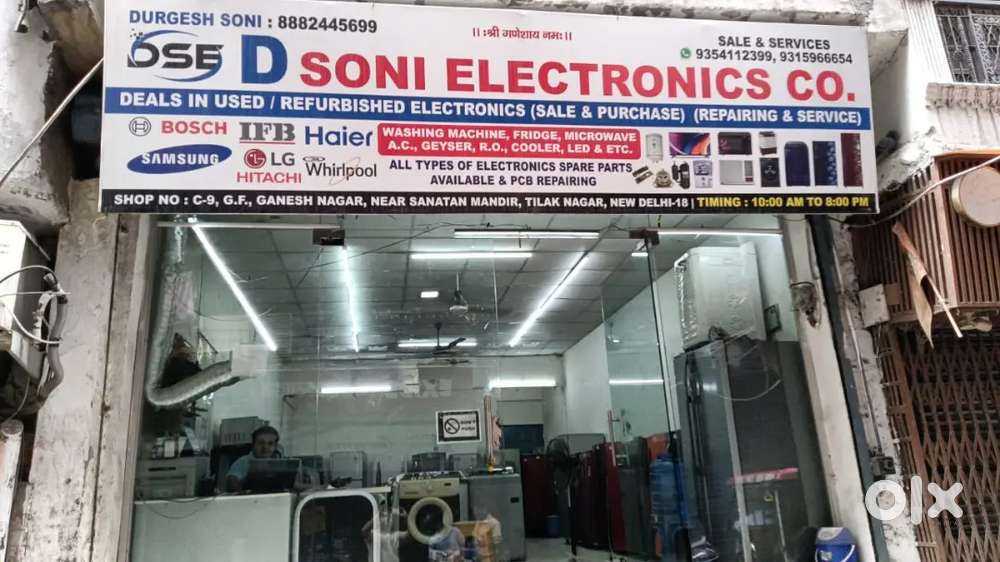 DURGESH SONI : 8882445699
।।श्री गणेशाय नमः।।
SALE & SERVICES
9354112399, 9315966654
DSE
D SONI ELECTRONICS CO.
DEALS IN USED / REFURBISHED ELECTRONICS (SALE & PURCHASE) (REPAIRING & SERVICE)
BOSCH IFB Haier
SAMSUNG LG Whirlpool
HITACHI
WASHING MACHINE, FRIDGE, MICROWAVE
A.C., GEYSER, R.O., COOLER, LED & ETC.
ALL TYPES OF ELECTRONICS SPARE PARTS
AVAILABLE & PCB REPAIRING
SHOP NO : C-9, G.F., GANESH NAGAR, NEAR SANATAN MANDIR, TILAK NAGAR, NEW DELHI-18 | TIMING : 10:00 AM TO 8:00 PM
olx